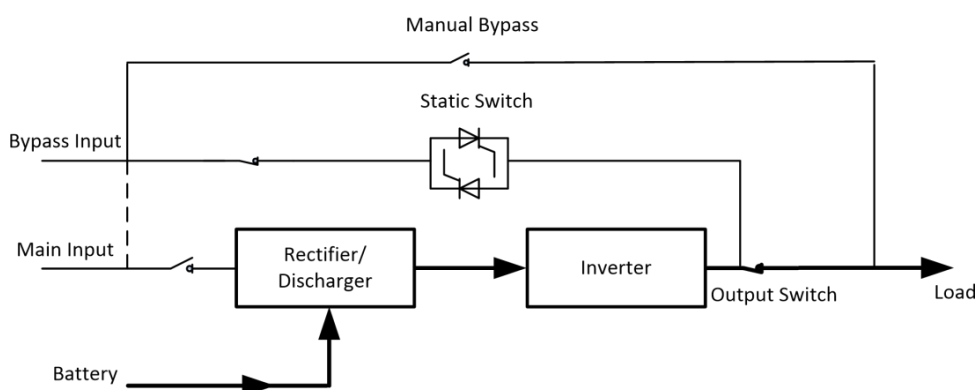 Manual Bypass
Static Switch
Bypass Input
Main Input
Rectifier/
Discharger
Inverter
Output Switch
Load
Battery